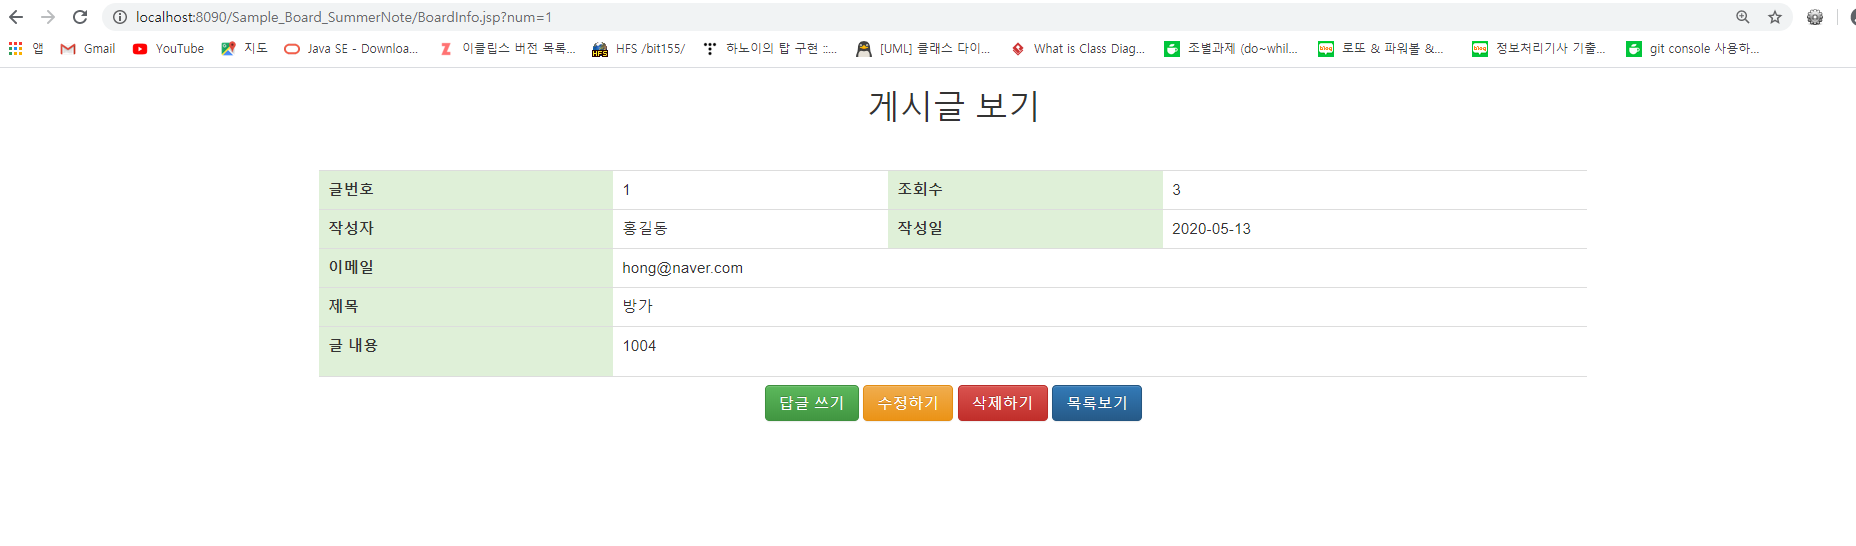 localhost:8090/Sample_Board_SummerNote/BoardInfo.jsp?num=1
앱 Gmail YouTube 지도 Java SE - Downloa... 이클립스 버전 목록... HFS /bit155/ 하노이의 탑 구현 ::... [UML] 클래스 다이... What is Class Diag... 조별과제 (do~whil... 로또 & 파워볼 &... 정보처리기사 기출... git console 사용하...
게시글 보기
글번호 1 조회수 3
작성자 홍길동 작성일 2020-05-13
이메일 hong@naver.com
제목 방가
글 내용 1004
답글 쓰기 수정하기 삭제하기 목록보기